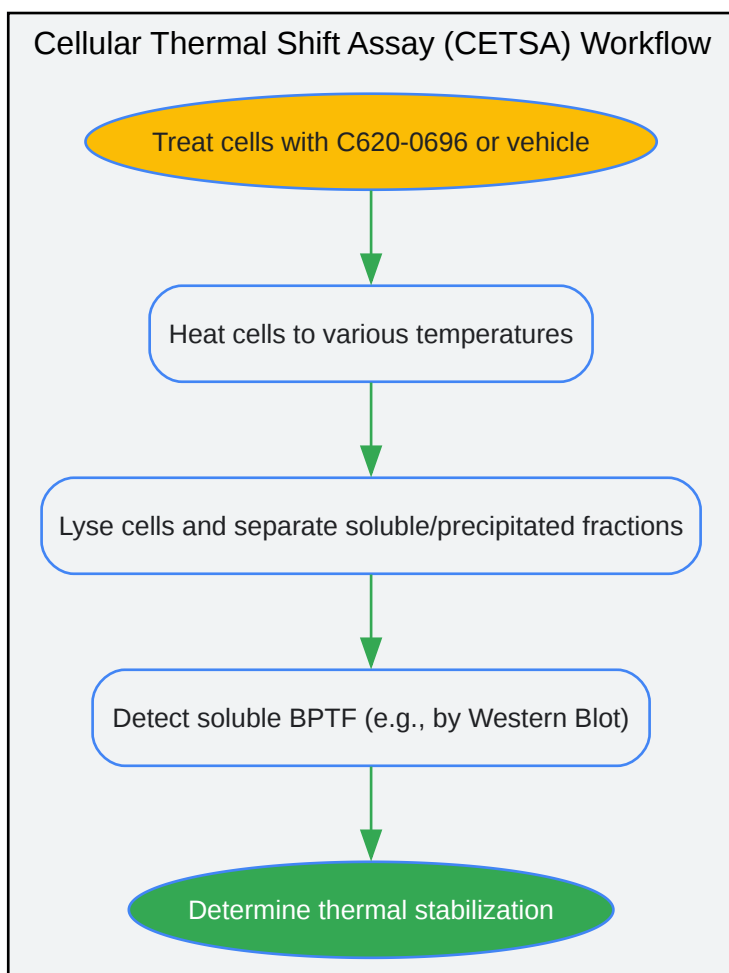 Cellular Thermal Shift Assay (CETSA) Workflow
Treat cells with C620-0696 or vehicle
Heat cells to various temperatures
Lyse cells and separate soluble/precipitated fractions
Detect soluble BPTF (e.g., by Western Blot)
Determine thermal stabilization